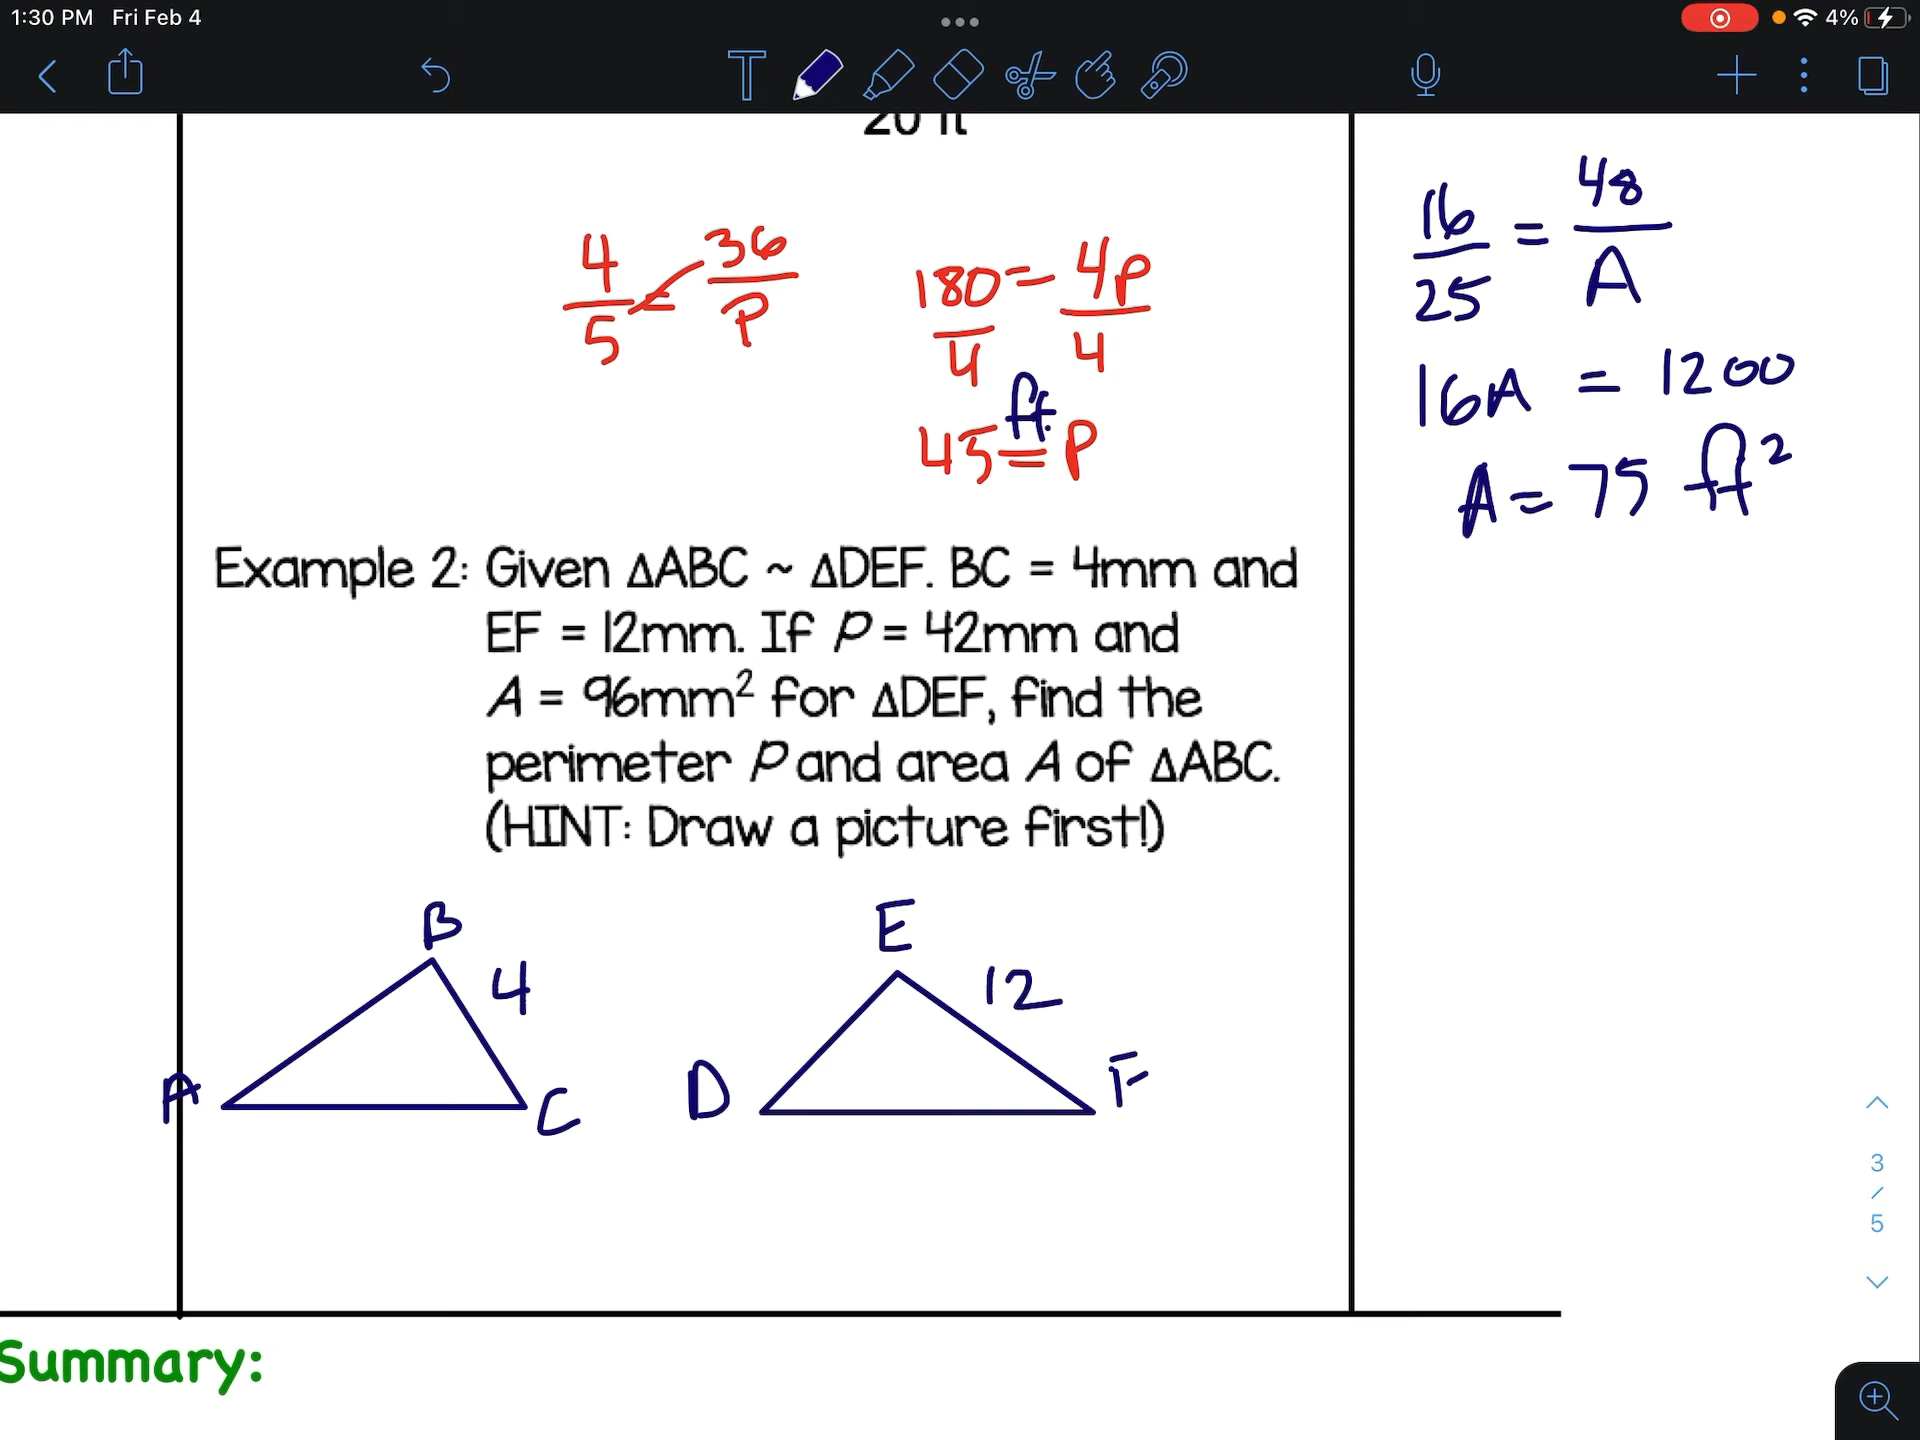 1:30 PM Fri Feb 4
4%
20 ft
4/5 = 36/P
180/4 = 4P/4
45 ft. = P
16/25 = 48/A
16A = 1200
A = 75 ft²
Example 2: Given ΔABC ~ ΔDEF. BC = 4mm and
EF = 12mm. If P = 42mm and
A = 96mm² for ΔDEF, find the
perimeter P and area A of ΔABC.
(HINT: Draw a picture first!)
B
4
A
C
E
12
D
F
3
/
5
Summary: